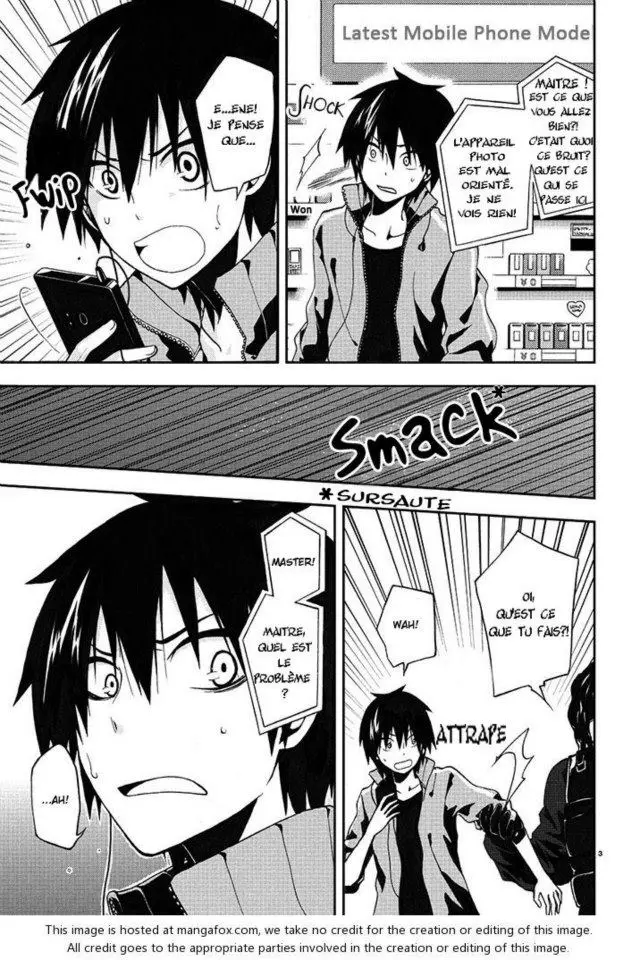 Latest Mobile Phone Mode
SHOCK
MAITRE !
EST CE QUE
VOUS ALLEZ
BIEN?!
C'ETAIT QUOI
CE BRUIT?
QU'EST CE
QUI SE
PASSE ICI
L'APPAREIL
PHOTO
EST MAL
ORIENTÉ.
JE NE
VOIS RIEN!
Won
E...ENE!
JE PENSE
QUE...
FWIP
Smack*
*SURSAUTE
OI,
QU'EST CE
QUE TU FAIS?!
WAH!
ATTRAPE
MASTER!
MAITRE,
QUEL EST
LE
PROBLÈME
?
...AH!
3
This image is hosted at mangafox.com, we take no credit for the creation or editing of this image.
All credit goes to the appropriate parties involved in the creation or editing of this image.